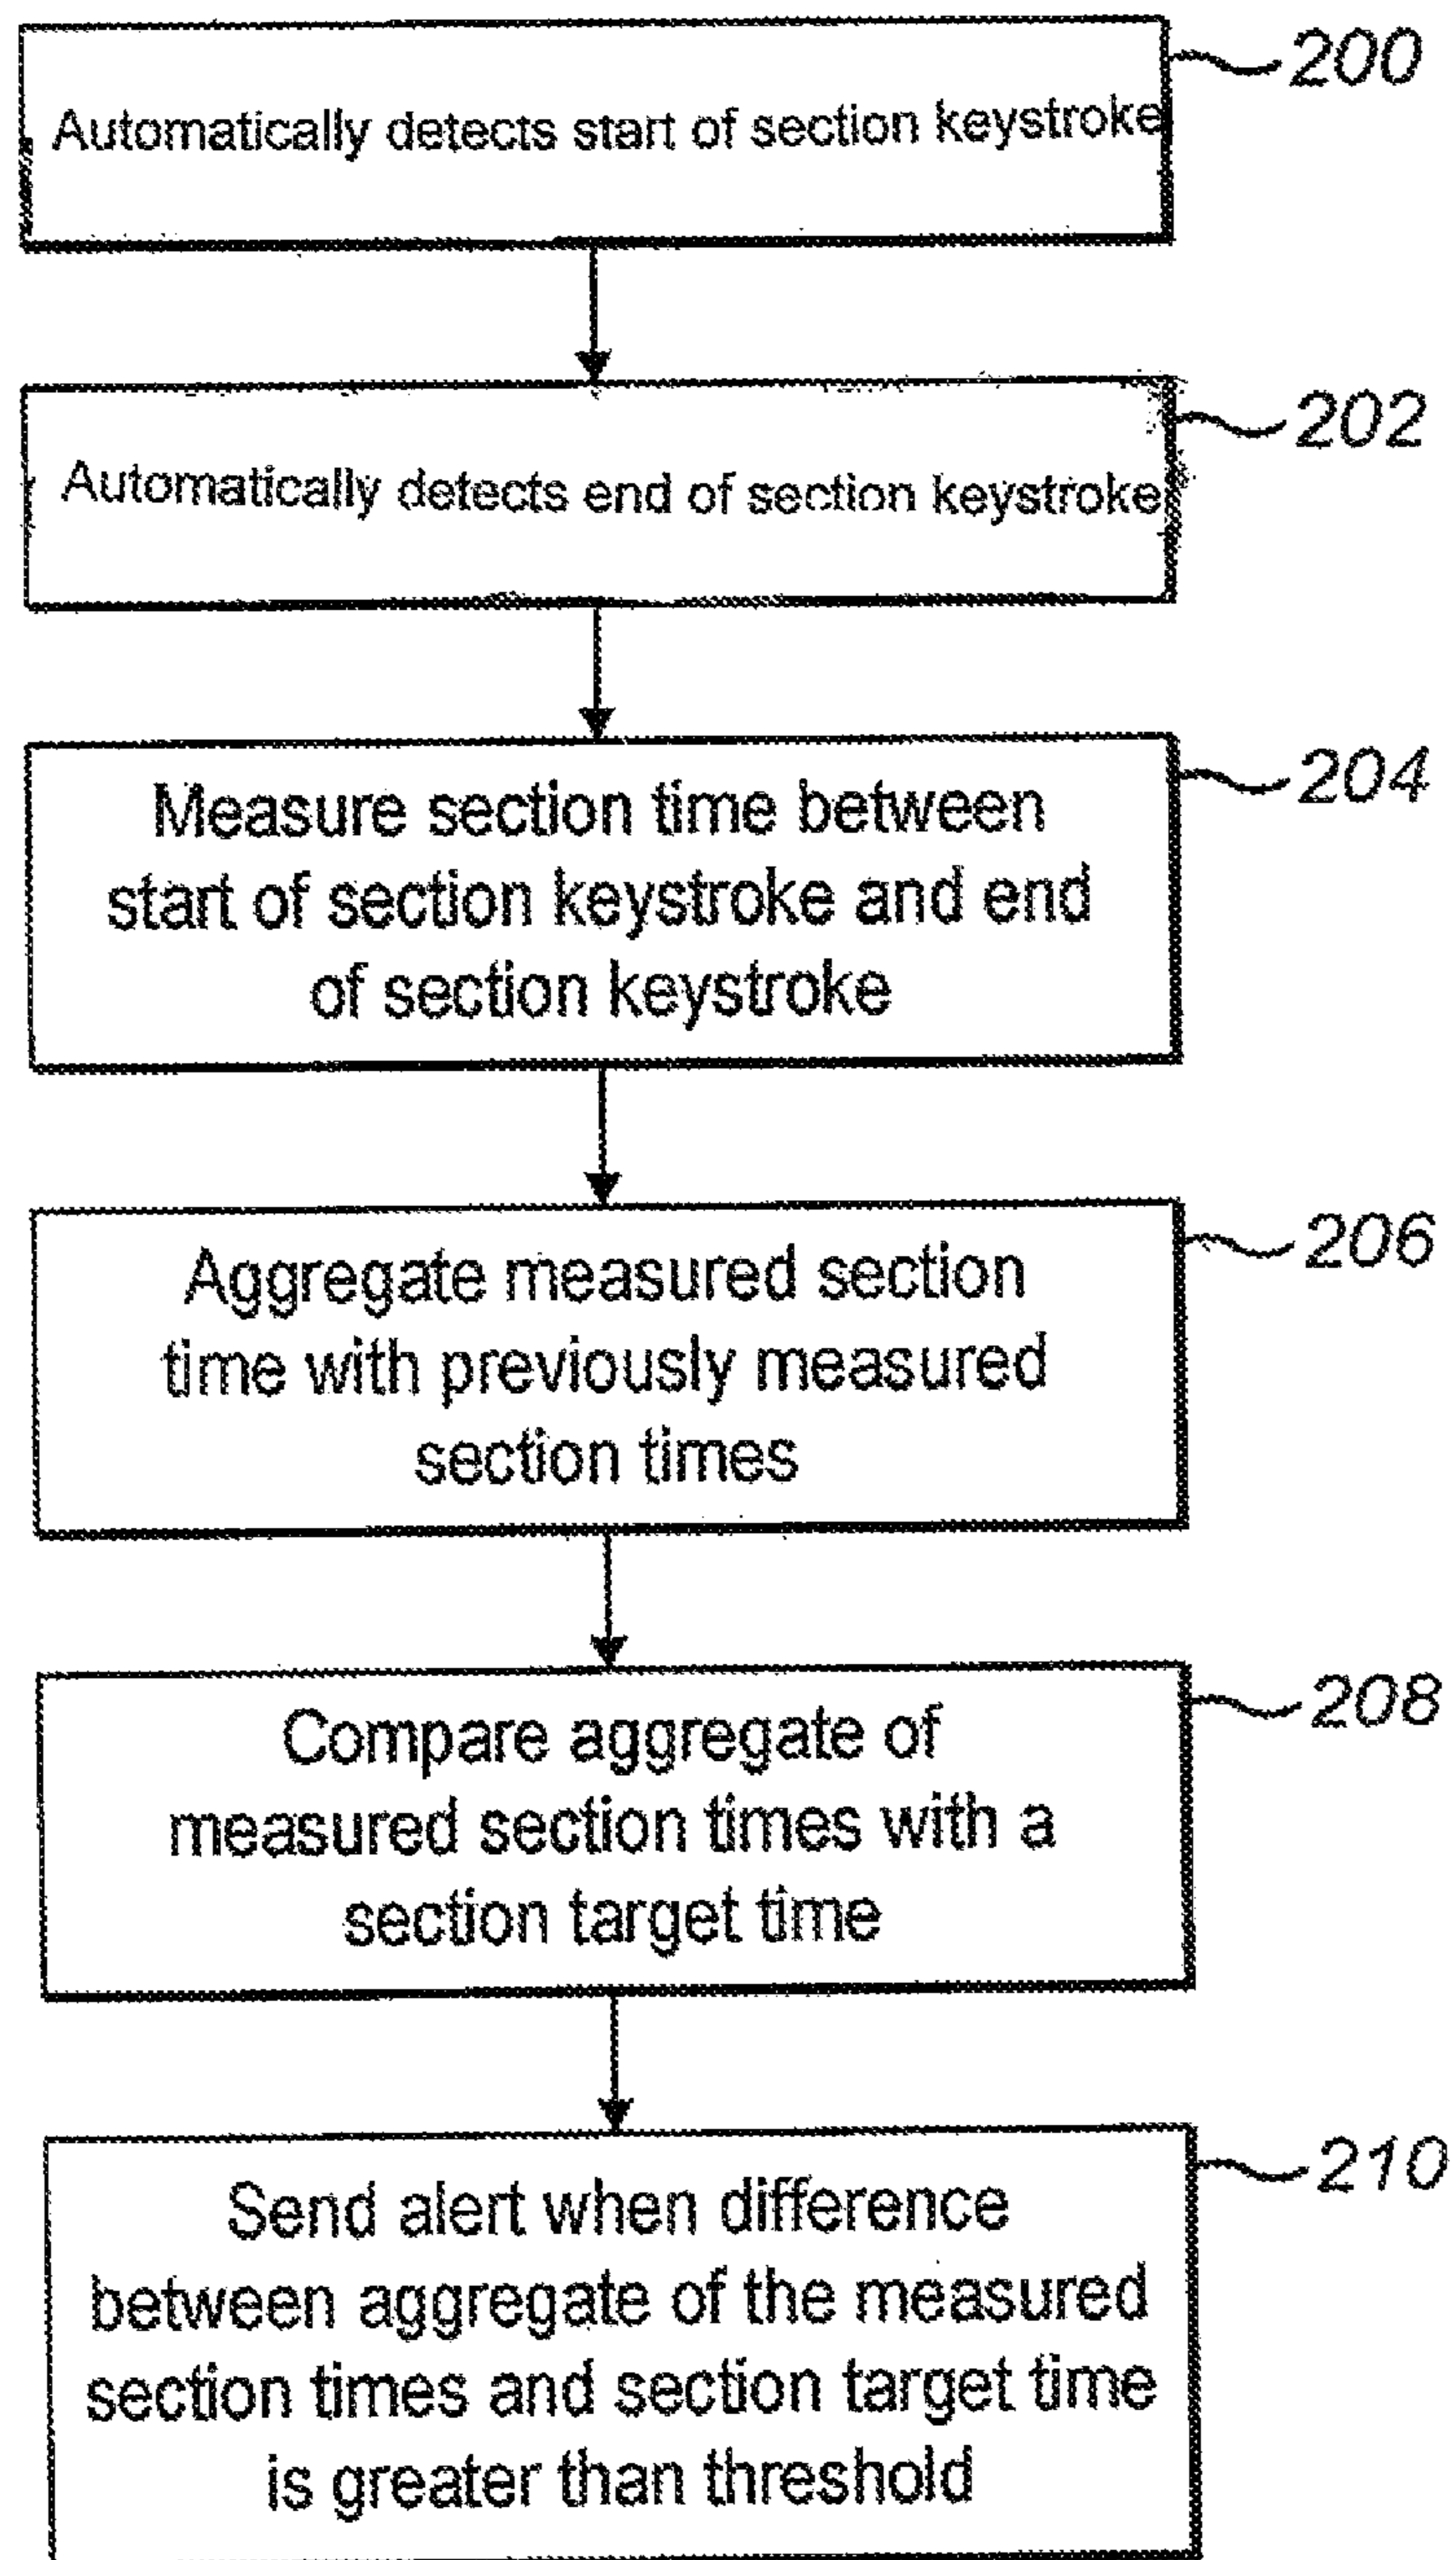 200
Automatically detects start of section keystroke
202
Automatically detects end of section keystroke
204
Measure section time between
start of section keystroke and end
of section keystroke
206
Aggregate measured section
time with previously measured
section times
208
Compare aggregate of
measured section times with a
section target time
210
Send alert when difference
between aggregate of the measured
section times and section target time
is greater than threshold